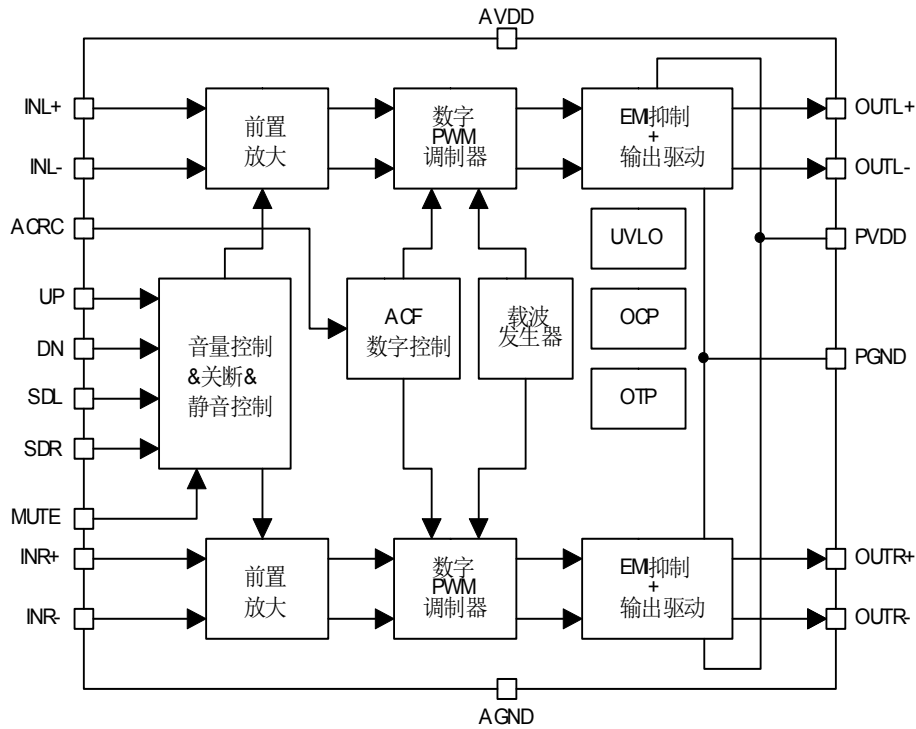 AVDD
INL+
INL-
ACRC
UP
DN
SDL
SDR
MUTE
INR+
INR-
前置
放大
数字
PWM
调制器
EMI抑制
+
输出驱动
音量控制
&关断&
静音控制
ACF
数字控制
载波
发生器
UVLO
OCP
OTP
前置
放大
数字
PWM
调制器
EMI抑制
+
输出驱动
OUTL+
OUTL-
PVDD
PGND
OUTR+
OUTR-
AGND